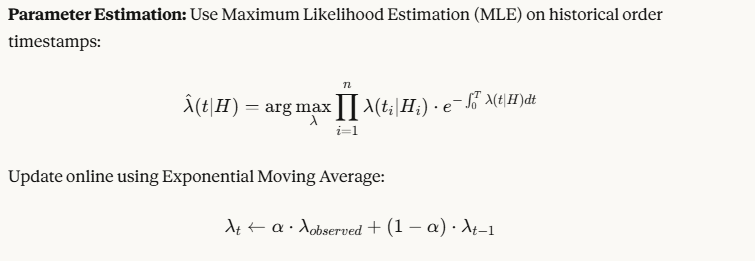 Parameter Estimation: Use Maximum Likelihood Estimation (MLE) on historical order
timestamps:
$$\hat{\lambda}(t|H) = \arg\max_{\lambda} \prod_{i=1}^{n} \lambda(t_i|H_i) \cdot e^{-\int_0^T \lambda(t|H)dt}$$
Update online using Exponential Moving Average:
$$\lambda_t \leftarrow \alpha \cdot \lambda_{observed} + (1 - \alpha) \cdot \lambda_{t-1}$$